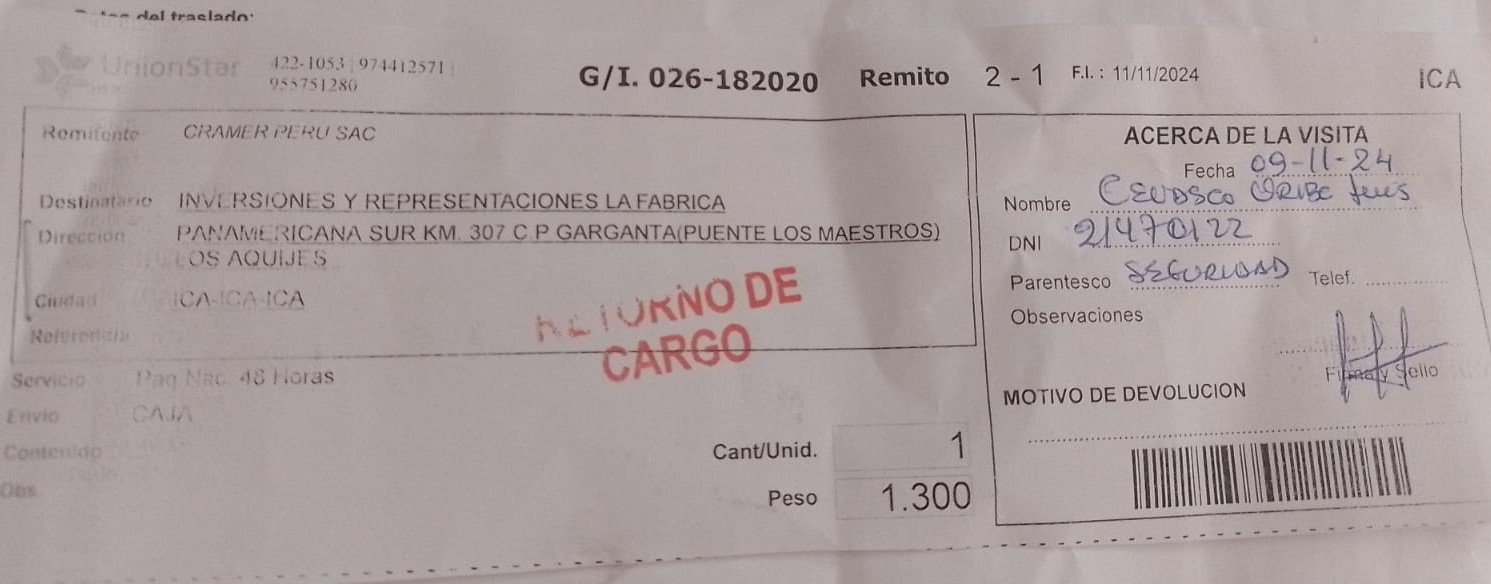 del traslado:
UnionStar 422-1053 | 974412571 |
955751280
G/I. 026-182020 Remito 2 - 1 F.I. : 11/11/2024 ICA
Remitente CRAMER PERU SAC
Destinatario INVERSIONES Y REPRESENTACIONES LA FABRICA
Dirección PANAMERICANA SUR KM. 307 C.P GARGANTA(PUENTE LOS MAESTROS)
LOS AQUIJES
Ciudad ICA-ICA-ICA
Referencia
RETORNO DE
CARGO
Servicio Paq Nac. 48 Horas
Envio CAJA
Contenido
Obs.
Cant/Unid. 1
Peso 1.300
ACERCA DE LA VISITA
Fecha 09-11-24
Nombre URIBE
DNI 21470122
Parentesco SEGURIDAD Telef.
Observaciones
Firma y Sello
MOTIVO DE DEVOLUCION